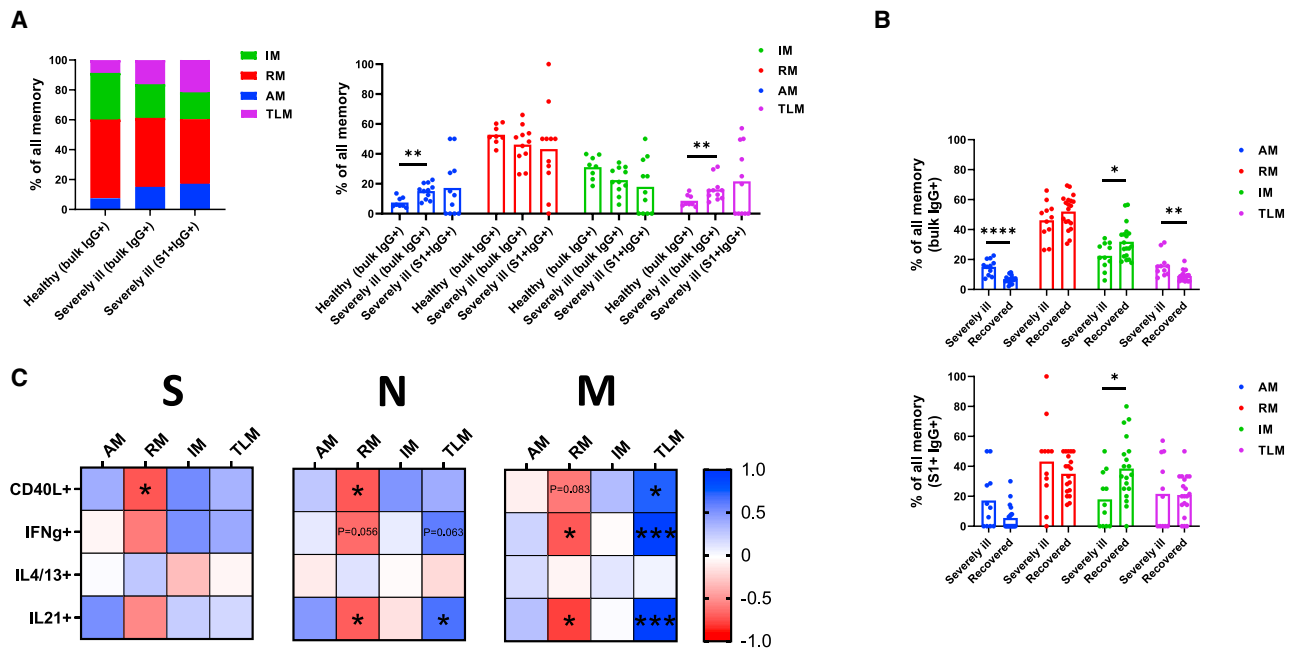 A
% of all memory
100
80
60
40
20
0
Healthy (bulk IgG+)
Severely ill (bulk IgG+)
Severely ill (S1+IgG+)
IM
RM
AM
TLM
% of all memory
100
80
60
40
20
0
**
**
Healthy (bulk IgG+)
Severely ill (bulk IgG+)
Severely ill (S1+IgG+)
Healthy (bulk IgG+)
Severely ill (bulk IgG+)
Severely ill (S1+IgG+)
Healthy (bulk IgG+)
Severely ill (bulk IgG+)
Severely ill (S1+IgG+)
Healthy (bulk IgG+)
Severely ill (bulk IgG+)
Severely ill (S1+IgG+)
IM
RM
AM
TLM
B
% of all memory
(bulk IgG+)
100
80
60
40
20
0
****
*
**
Severely ill
Recovered
Severely ill
Recovered
Severely ill
Recovered
Severely ill
Recovered
AM
RM
IM
TLM
% of all memory
(S1+ IgG+)
100
80
60
40
20
0
*
Severely ill
Recovered
Severely ill
Recovered
Severely ill
Recovered
Severely ill
Recovered
AM
RM
IM
TLM
C
S
AM RM IM TLM
CD40L+ *
IFNg+
IL4/13+
IL21+
N
AM RM IM TLM
*
P=0.056 P=0.063
* *
M
AM RM IM TLM
P=0.083 *
* ***
* ***
1.0
0.5
0
-0.5
-1.0